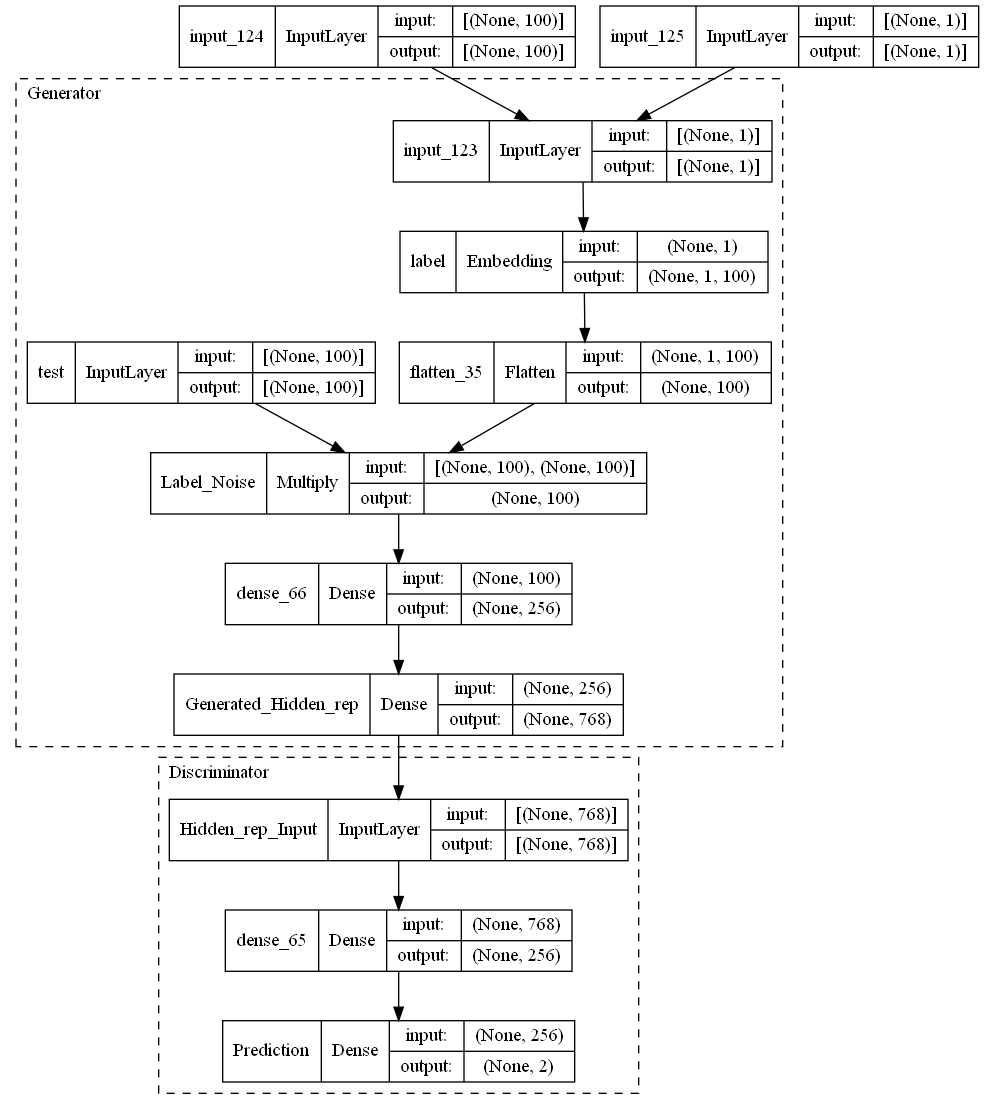 input_124 InputLayer input: [(None, 100)]
output: [(None, 100)]
input_125 InputLayer input: [(None, 1)]
output: [(None, 1)]
Generator
input_123 InputLayer input: [(None, 1)]
output: [(None, 1)]
label Embedding input: (None, 1)
output: (None, 1, 100)
test InputLayer input: [(None, 100)]
output: [(None, 100)]
flatten_35 Flatten input: (None, 1, 100)
output: (None, 100)
Label_Noise Multiply input: [(None, 100), (None, 100)]
output: (None, 100)
dense_66 Dense input: (None, 100)
output: (None, 256)
Generated_Hidden_rep Dense input: (None, 256)
output: (None, 768)
Discriminator
Hidden_rep_Input InputLayer input: [(None, 768)]
output: [(None, 768)]
dense_65 Dense input: (None, 768)
output: (None, 256)
Prediction Dense input: (None, 256)
output: (None, 2)